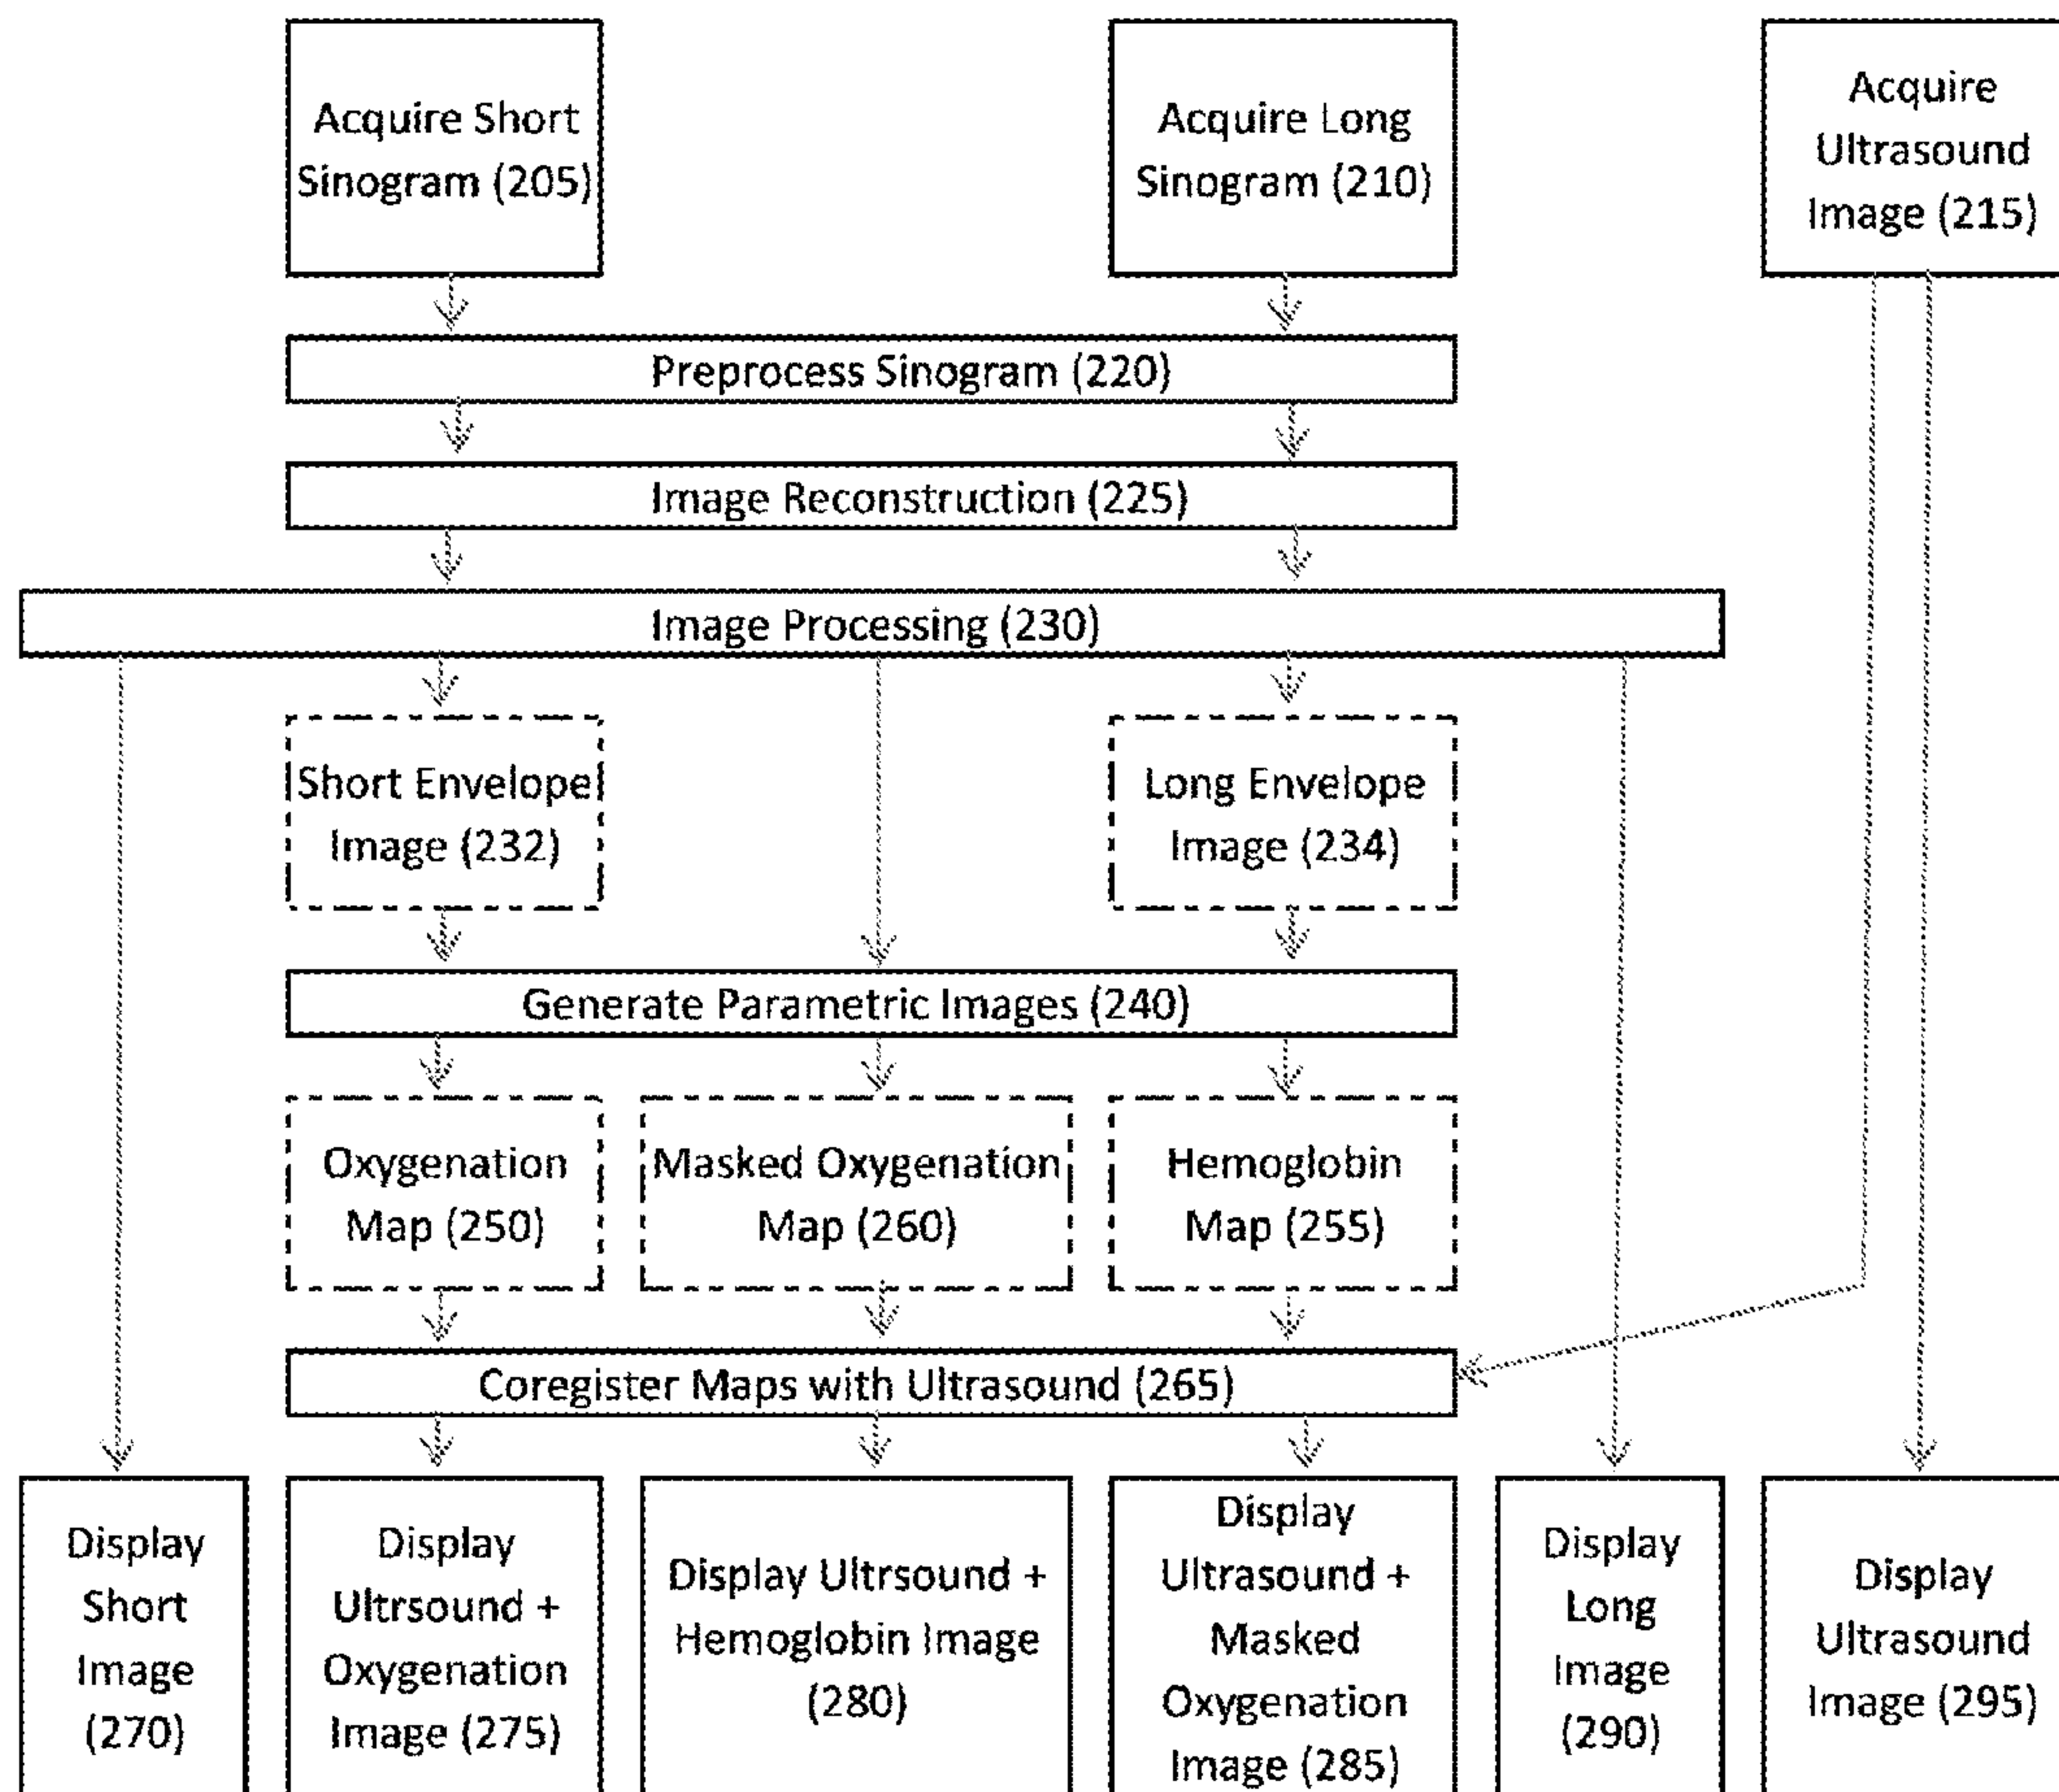 Acquire Short
Sinogram (205)
Acquire Long
Sinogram (210)
Acquire
Ultrasound
Image (215)
Preprocess Sinogram (220)
Image Reconstruction (225)
Image Processing (230)
Short Envelope
Image (232)
Long Envelope
Image (234)
Generate Parametric Images (240)
Oxygenation
Map (250)
Masked Oxygenation
Map (260)
Hemoglobin
Map (255)
Coregister Maps with Ultrasound (265)
Display
Short
Image
(270)
Display
Ultrsound +
Oxygenation
Image (275)
Display Ultrsound +
Hemoglobin Image
(280)
Display
Ultrasound +
Masked
Oxygenation
Image (285)
Display
Long
Image
(290)
Display
Ultrasound
Image (295)